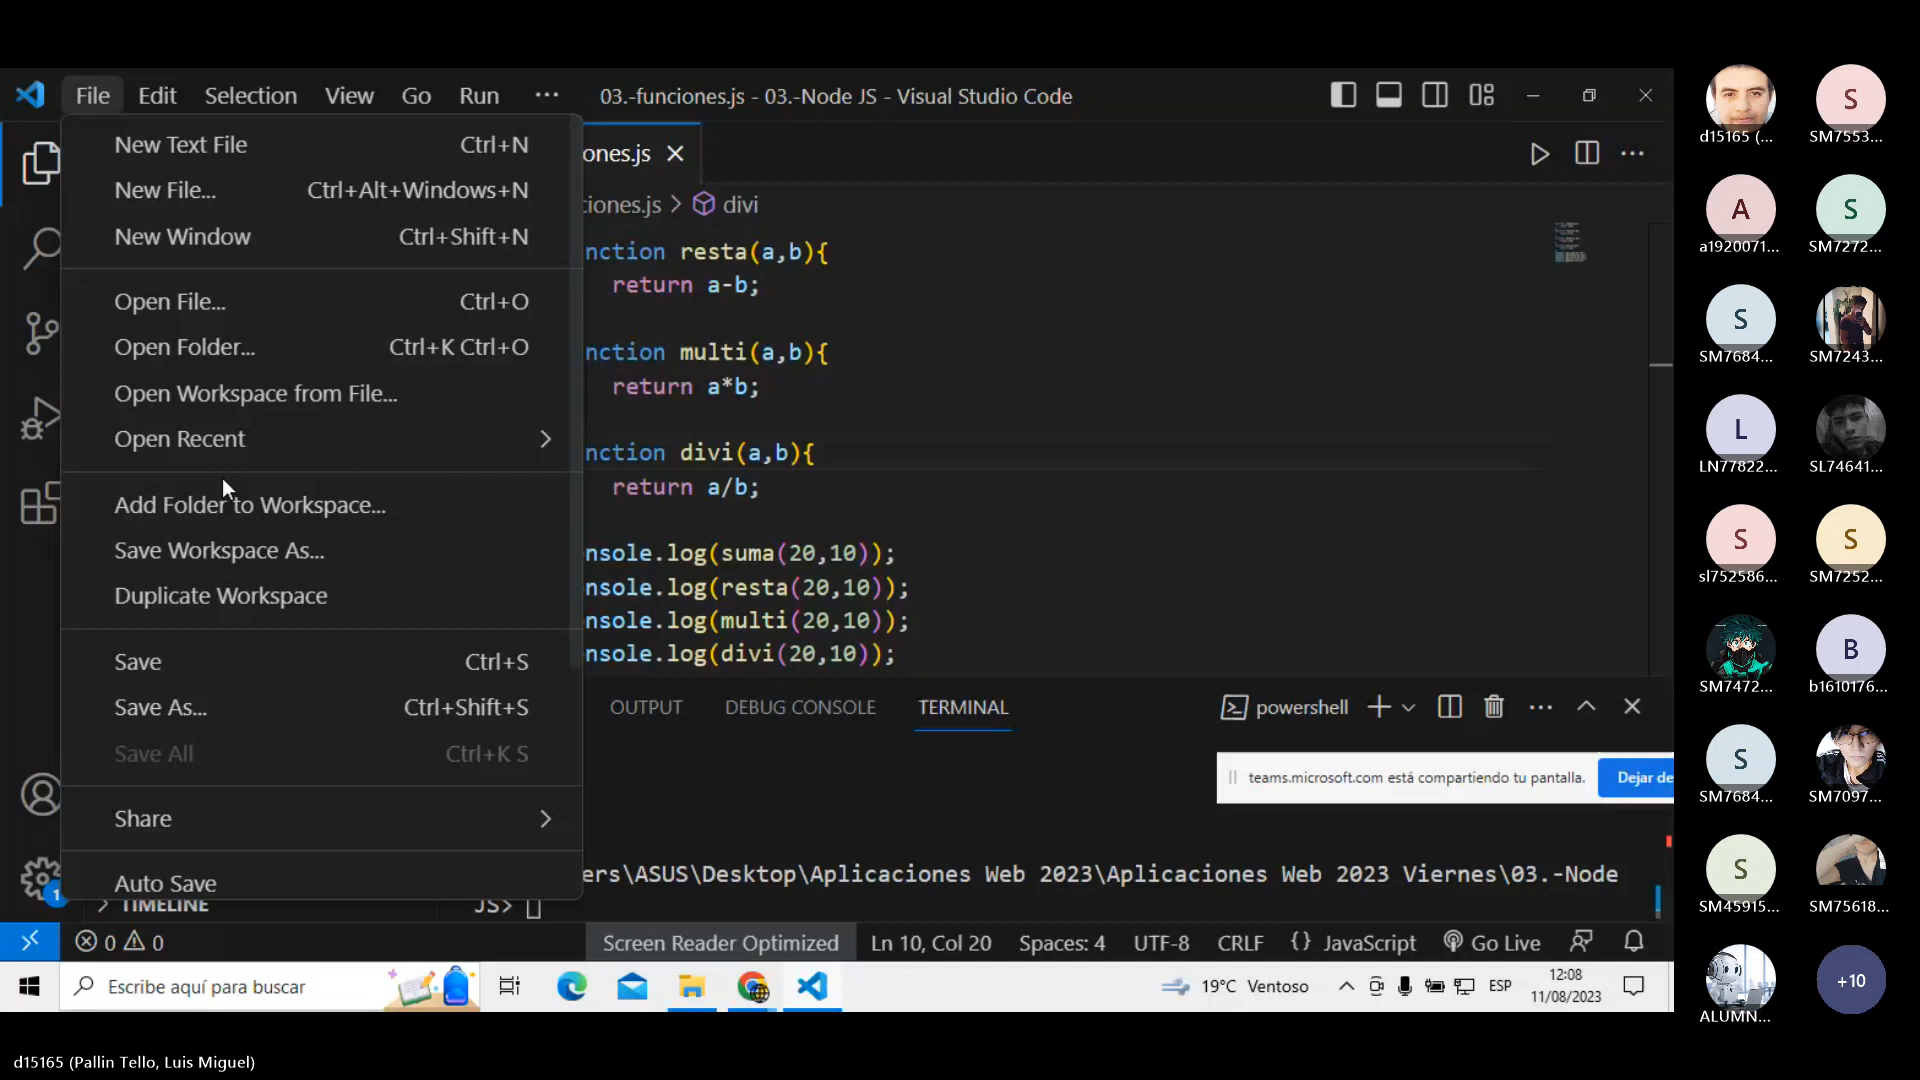 File Edit Selection View Go Run ··· 03.-funciones.js - 03.-Node JS - Visual Studio Code
New Text File Ctrl+N
New File... Ctrl+Alt+Windows+N
New Window Ctrl+Shift+N
Open File... Ctrl+O
Open Folder... Ctrl+K Ctrl+O
Open Workspace from File...
Open Recent
Add Folder to Workspace...
Save Workspace As...
Duplicate Workspace
Save Ctrl+S
Save As... Ctrl+Shift+S
Save All Ctrl+K S
Share
Auto Save
TIMELINE
ones.js
ciones.js > divi
nction resta(a,b){
return a-b;
nction multi(a,b){
return a*b;
nction divi(a,b){
return a/b;
nsole.log(suma(20,10));
nsole.log(resta(20,10));
nsole.log(multi(20,10));
nsole.log(divi(20,10));
OUTPUT DEBUG CONSOLE TERMINAL powershell
teams.microsoft.com está compartiendo tu pantalla. Dejar de
ers\ASUS\Desktop\Aplicaciones Web 2023\Aplicaciones Web 2023 Viernes\03.-Node
JS>
1
0 0 Screen Reader Optimized Ln 10, Col 20 Spaces: 4 UTF-8 CRLF {} JavaScript Go Live
Escribe aquí para buscar 19°C Ventoso ESP 12:08
11/08/2023
d15165 (... S SM7553...
A a1920071... S SM7272...
S SM7684... SM7243...
L LN77822... SL74641...
S sl752586... S SM7252...
SM7472... B b1610176...
S SM7684... SM7097...
S SM45915... SM75618...
ALUMN... +10
d15165 (Pallin Tello, Luis Miguel)